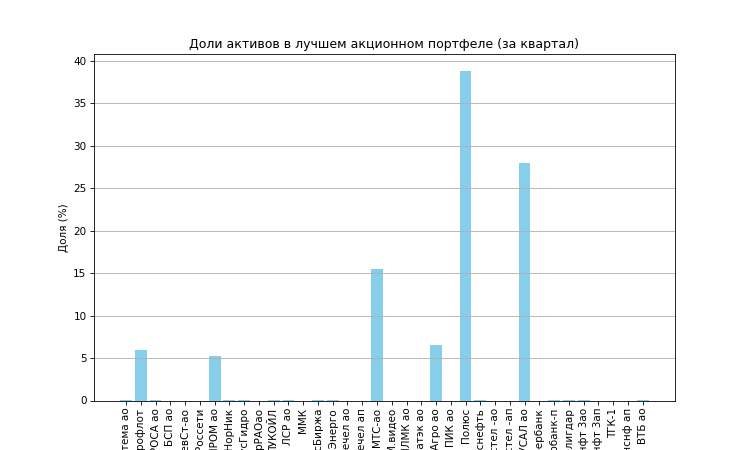 Доли активов в лучшем акционном портфеле (за квартал)
Доля (%)
40
35
30
25
20
15
10
5
0
тема ао
рофлот
РОСА ао
БСП ао
евСт-ао
Россети
ПРОМ ао
НорНик
сГидро
рРАОао
ЛУКОЙЛ
ЛСР ао
ММК
сБиржа
Энерго
ечел ао
ечел ап
МТС-ао
М.видео
ЛМК ао
атэк ао
Агро ао
ПИК ао
Полюс
снефть
стел -ао
стел -ап
УСАЛ ао
ербанк
рбанк-п
лигдар
нфт 3ао
нфт 3ап
ТГК-1
нснф ап
ВТБ ао